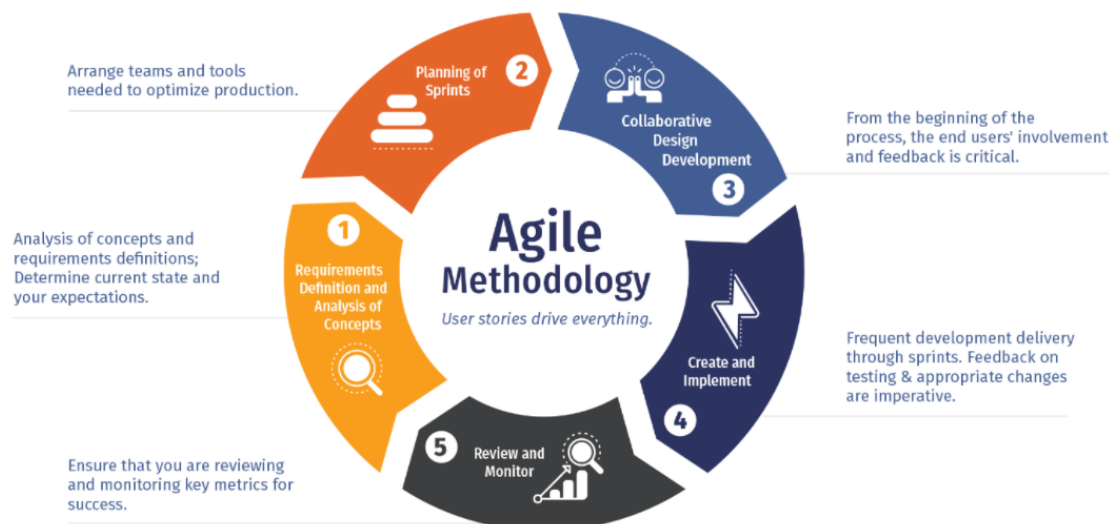 Agile
Methodology
User stories drive everything.
1
Requirements
Definition and
Analysis of
Concepts
Analysis of concepts and
requirements definitions;
Determine current state and
your expectations.
2
Planning of
Sprints
Arrange teams and tools
needed to optimize production.
Collaborative
Design
Development
3
From the beginning of the
process, the end users' involvement
and feedback is critical.
Create and
Implement
4
Frequent development delivery
through sprints. Feedback on
testing & appropriate changes
are imperative.
5
Review and
Monitor
Ensure that you are reviewing
and monitoring key metrics for
success.